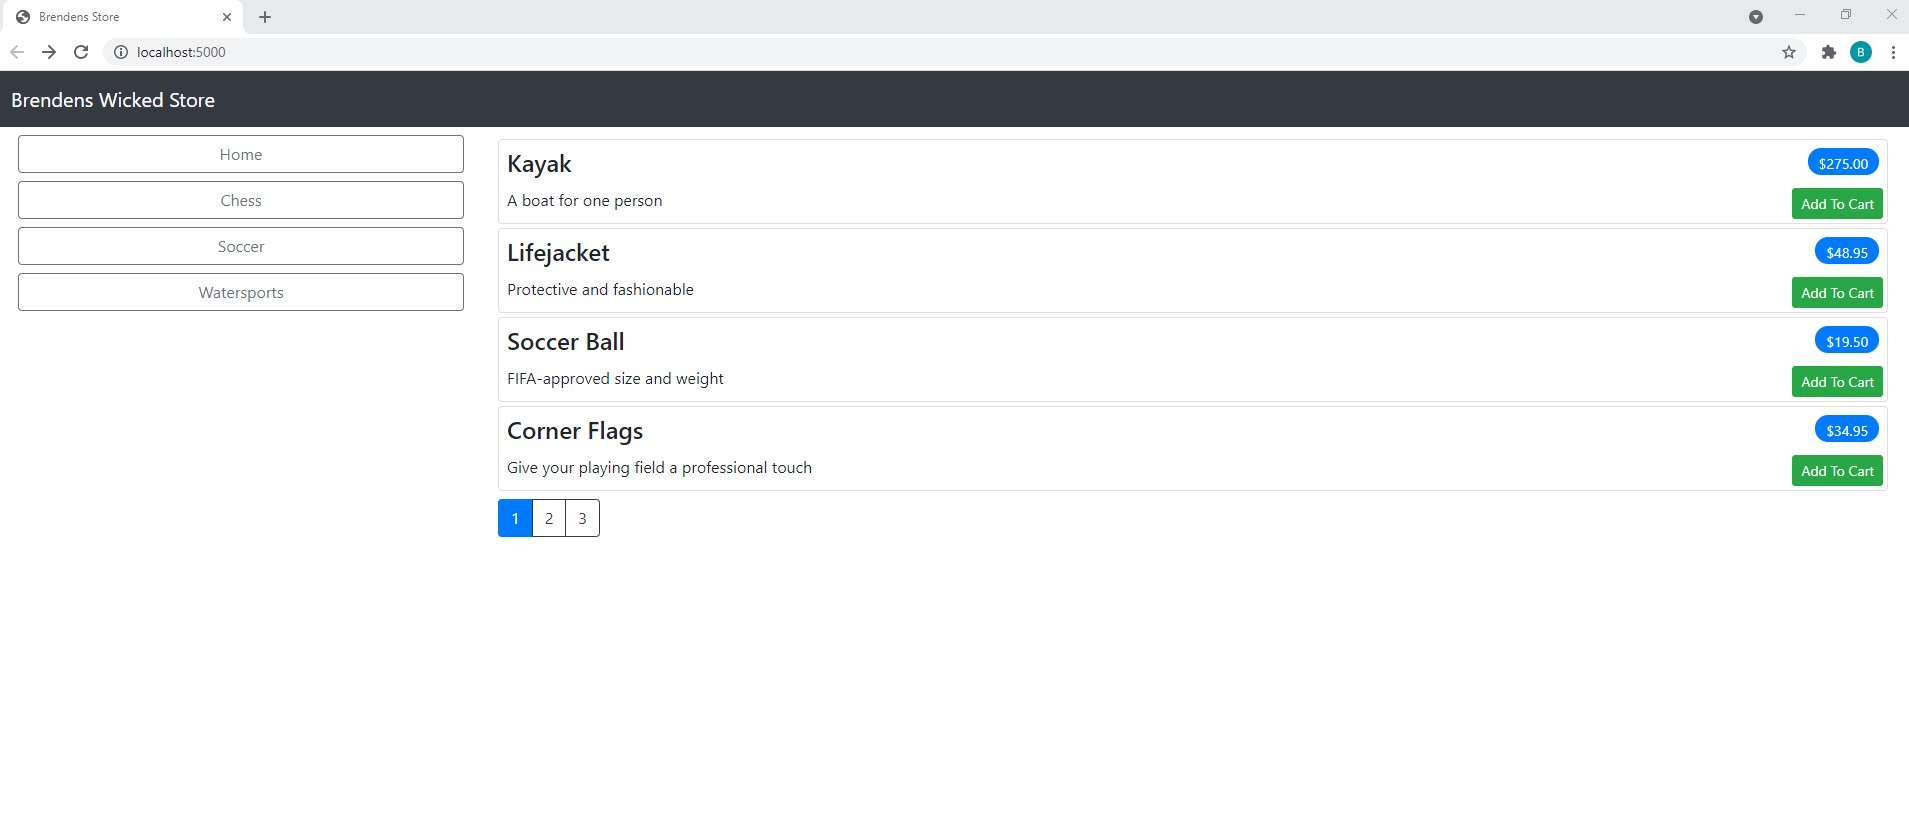 Brendens Store
localhost:5000
B
Brendens Wicked Store
Home
Chess
Soccer
Watersports
Kayak
$275.00
A boat for one person
Add To Cart
Lifejacket
$48.95
Protective and fashionable
Add To Cart
Soccer Ball
$19.50
FIFA-approved size and weight
Add To Cart
Corner Flags
$34.95
Give your playing field a professional touch
Add To Cart
1 2 3